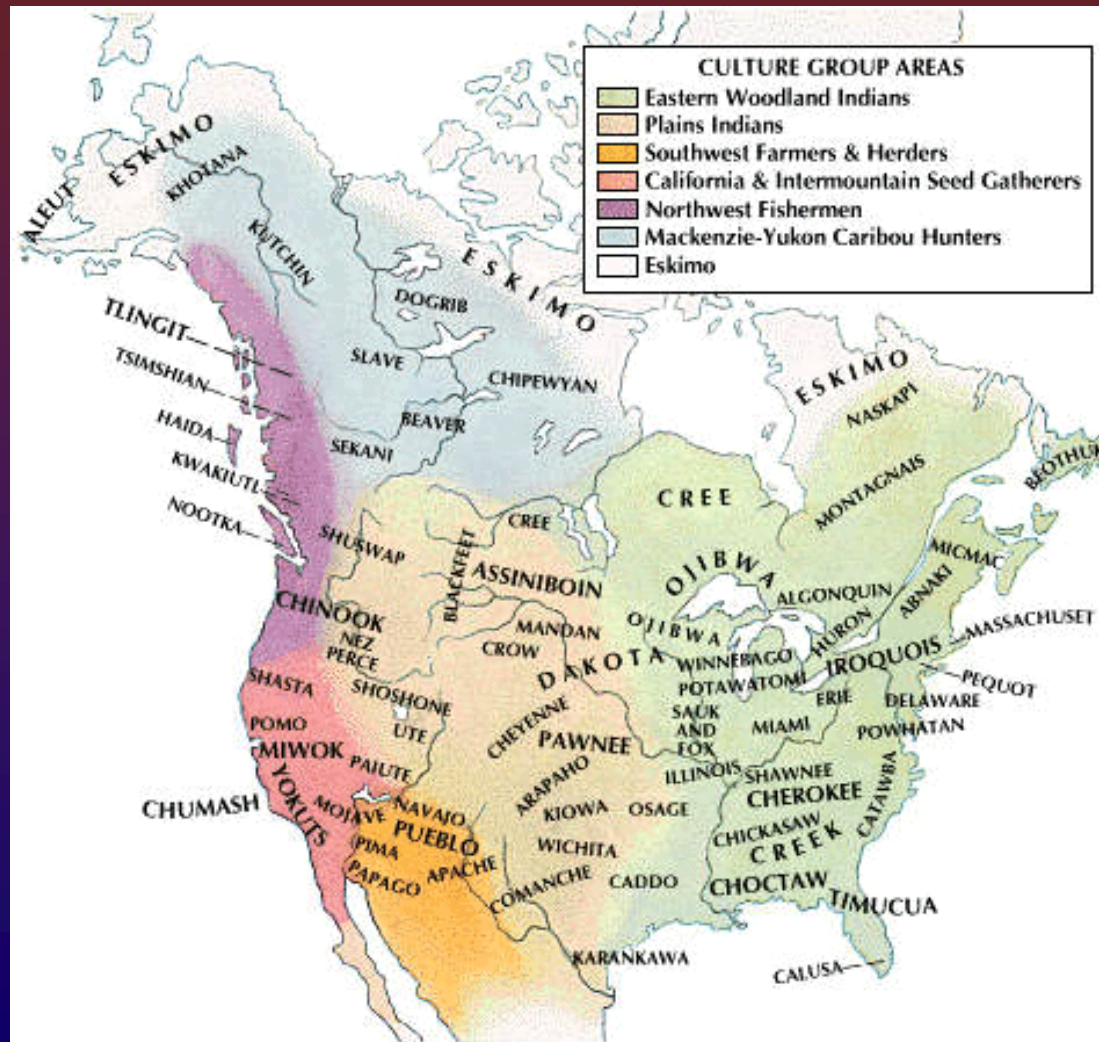 CULTURE GROUP AREAS
Eastern Woodland Indians
Plains Indians
Southwest Farmers & Herders
California & Intermountain Seed Gatherers
Northwest Fishermen
Mackenzie-Yukon Caribou Hunters
Eskimo
ESKIMO
ALEUT
KHOTANA
KUTCHIN
ESKIMO
DOGRIB
TLINGIT
TSIMSHIAN
SLAVE
CHIPEWYAN
ESKIMO
NASKAPI
HAIDA
BEAVER
SEKANI
KWAKIUTL
NOOTKA
CREE
MONTAGNAIS
BEOTHUK
SHUSWAP
CREE
BLACKFEET
ASSINIBOIN
OJIBWA
ALGONQUIN
MICMAC
ABNAKI
CHINOOK
NEZ
PERCE
MANDAN
CROW
OJIBWA
HURON
MASSACHUSET
DAKOTA
WINNEBAGO
IROQUOIS
PEQUOT
SHASTA
SHOSHONE
POTAWATOMI
ERIE
DELAWARE
POMO
UTE
CHEYENNE
PAWNEE
SAUK
AND
FOX
MIAMI
POWHATAN
MIWOK
PAIUTE
ILLINOIS
SHAWNEE
CATAWBA
CHUMASH
YOKUTS
MOJAVE
NAVAJO
ARAPAHO
KIOWA
OSAGE
CHEROKEE
PUEBLO
PIMA
APACHE
PAPAGO
WICHITA
CHICKASAW
CREEK
COMANCHE
CADDO
CHOCTAW
TIMUCUA
KARANKAWA
CALUSA